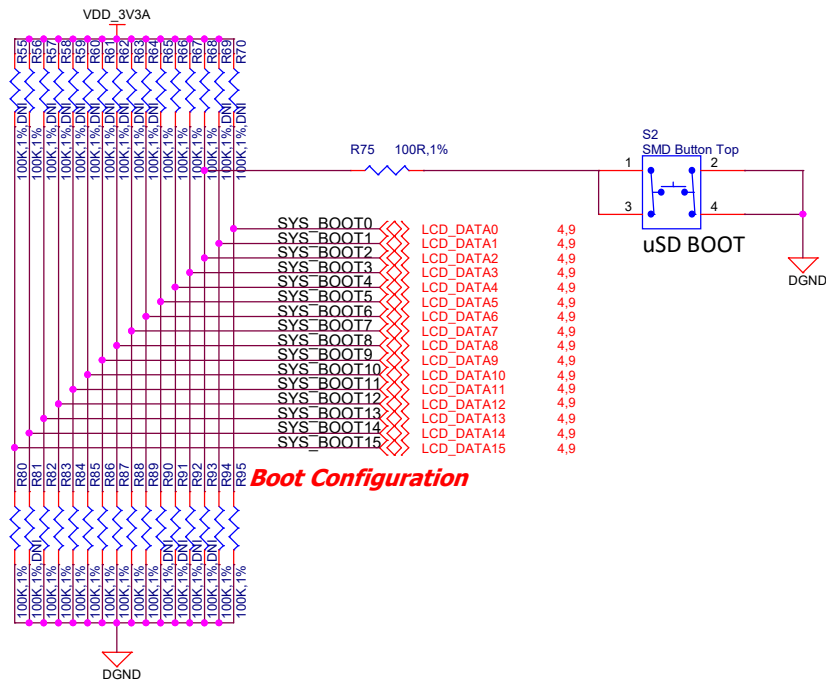 VDD_3V3A
R55
R56
R57
R58
R59
R60
R61
R62
R63
R64
R65
R66
R67
R68
R69
R70
100K,1%,DNI
100K,1%
100K,1%,DNI
100K,1%,DNI
100K,1%,DNI
100K,1%,DNI
100K,1%,DNI
100K,1%,DNI
100K,1%,DNI
100K,1%,DNI
100K,1%
100K,1%
100K,1%
100K,1%
100K,1%,DNI
100K,1%,DNI
R75 100R,1%
S2
SMD Button Top
1 2
3 4
uSD BOOT
DGND
SYS_BOOT0 LCD_DATA0 4,9
SYS_BOOT1 LCD_DATA1 4,9
SYS_BOOT2 LCD_DATA2 4,9
SYS_BOOT3 LCD_DATA3 4,9
SYS_BOOT4 LCD_DATA4 4,9
SYS_BOOT5 LCD_DATA5 4,9
SYS_BOOT6 LCD_DATA6 4,9
SYS_BOOT7 LCD_DATA7 4,9
SYS_BOOT8 LCD_DATA8 4,9
SYS_BOOT9 LCD_DATA9 4,9
SYS_BOOT10 LCD_DATA10 4,9
SYS_BOOT11 LCD_DATA11 4,9
SYS_BOOT12 LCD_DATA12 4,9
SYS_BOOT13 LCD_DATA13 4,9
SYS_BOOT14 LCD_DATA14 4,9
SYS_BOOT15 LCD_DATA15 4,9
Boot Configuration
R80
R81
R82
R83
R84
R85
R86
R87
R88
R89
R90
R91
R92
R93
R94
R95
100K,1%
100K,1%,DNI
100K,1%
100K,1%
100K,1%
100K,1%
100K,1%
100K,1%
100K,1%
100K,1%
100K,1%,DNI
100K,1%,DNI
100K,1%,DNI
100K,1%,DNI
100K,1%
100K,1%
DGND